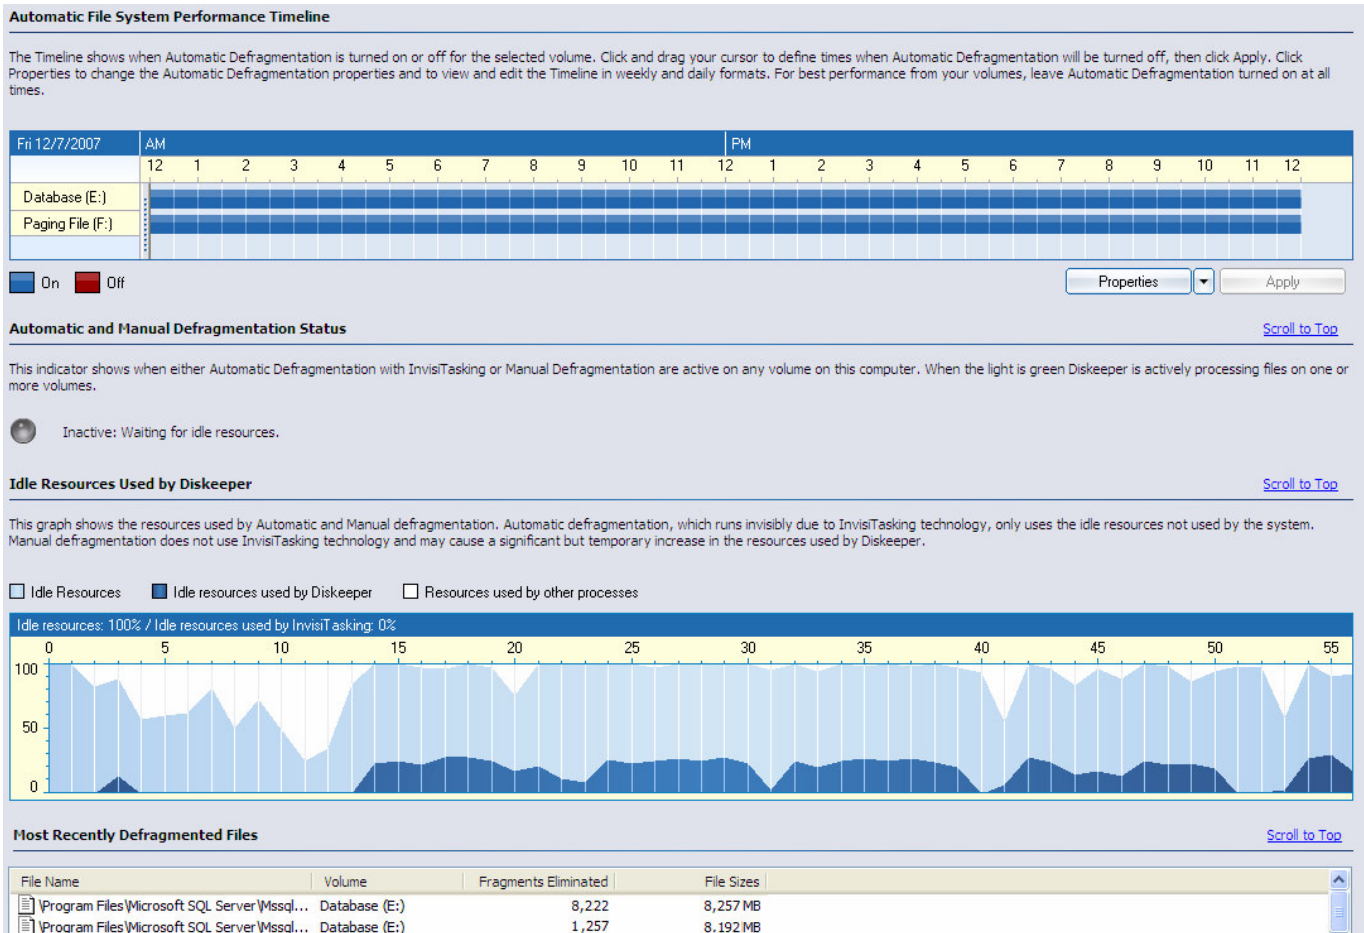 Automatic File System Performance Timeline
The Timeline shows when Automatic Defragmentation is turned on or off for the selected volume. Click and drag your cursor to define times when Automatic Defragmentation will be turned off, then click Apply. Click
Properties to change the Automatic Defragmentation properties and to view and edit the Timeline in weekly and daily formats. For best performance from your volumes, leave Automatic Defragmentation turned on at all
times.
Fri 12/7/2007 AM PM
12 1 2 3 4 5 6 7 8 9 10 11 12 1 2 3 4 5 6 7 8 9 10 11 12
Database (E:)
Paging File (F:)
On Off Properties Apply
Automatic and Manual Defragmentation Status Scroll to Top
This indicator shows when either Automatic Defragmentation with InvisiTasking or Manual Defragmentation are active on any volume on this computer. When the light is green Diskeeper is actively processing files on one or
more volumes.
Inactive: Waiting for idle resources.
Idle Resources Used by Diskeeper Scroll to Top
This graph shows the resources used by Automatic and Manual defragmentation. Automatic defragmentation, which runs invisibly due to InvisiTasking technology, only uses the idle resources not used by the system.
Manual defragmentation does not use InvisiTasking technology and may cause a significant but temporary increase in the resources used by Diskeeper.
Idle Resources Idle resources used by Diskeeper Resources used by other processes
Idle resources: 100% / Idle resources used by InvisiTasking: 0%
0 5 10 15 20 25 30 35 40 45 50 55
100
50
0
Most Recently Defragmented Files Scroll to Top
File Name Volume Fragments Eliminated File Sizes
\Program Files\Microsoft SQL Server\Mssql... Database (E:) 8,222 8,257 MB
\Program Files\Microsoft SQL Server\Mssql... Database (E:) 1,257 8,192 MB